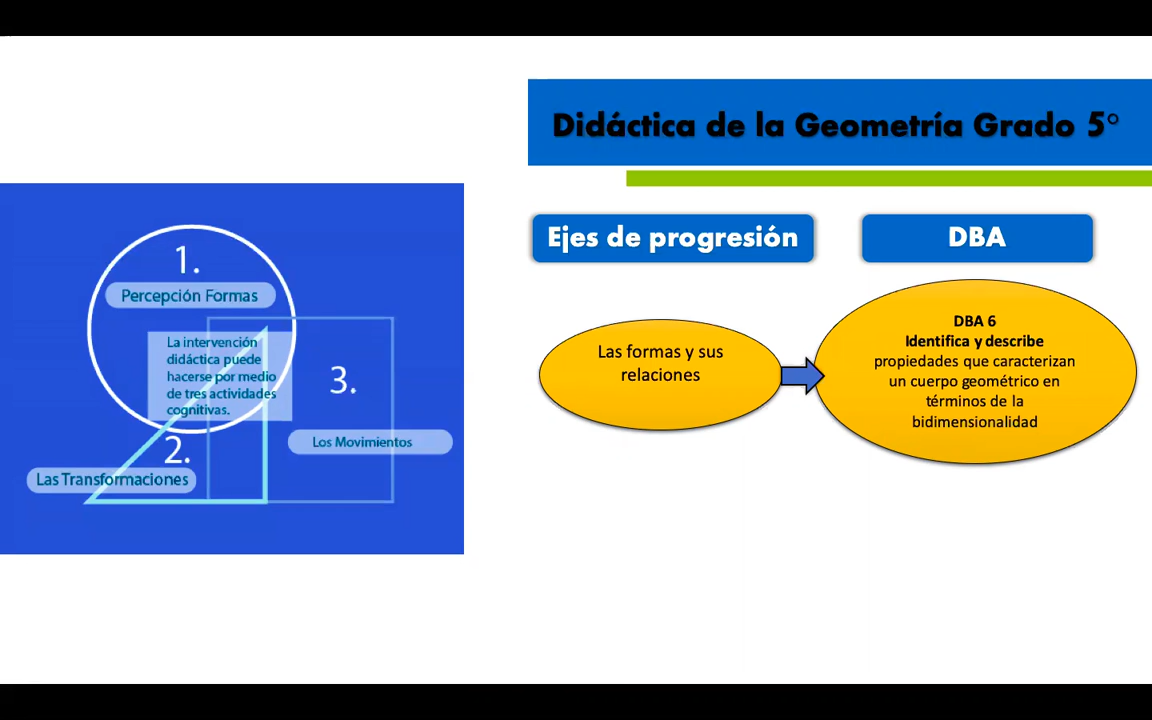 Didáctica de la Geometría Grado 5°
1.
Percepción Formas
La intervención
didáctica puede
hacerse por medio
de tres actividades
cognitivas.
2.
Las Transformaciones
3.
Los Movimientos
Ejes de progresión
DBA
Las formas y sus
relaciones
DBA 6
Identifica y describe
propiedades que caracterizan
un cuerpo geométrico en
términos de la
bidimensionalidad